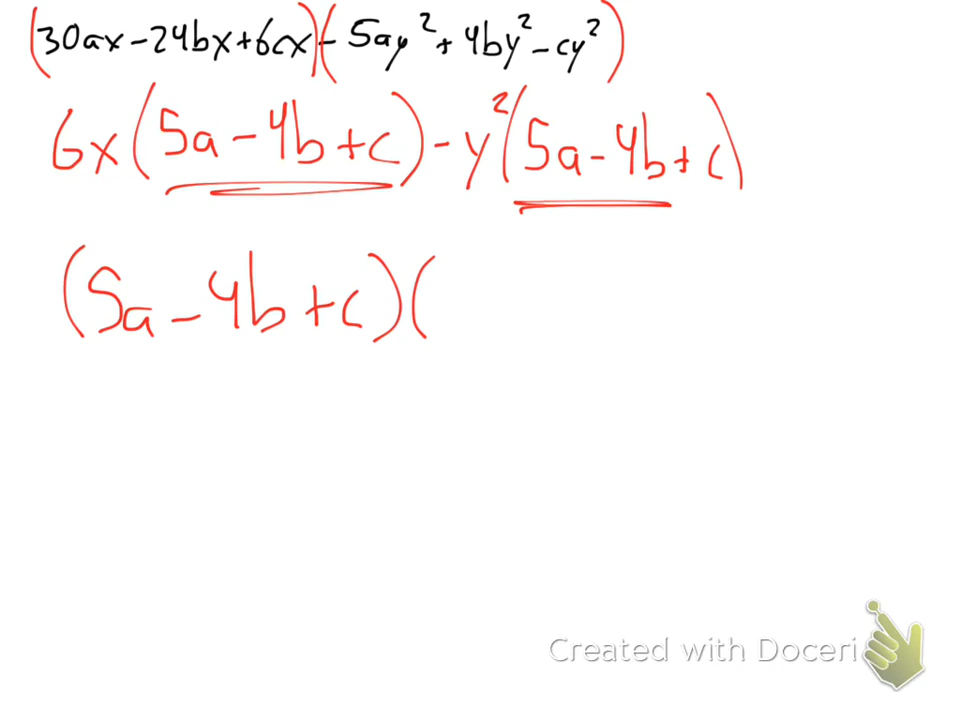 (30ax - 24bx + 6cx)(- 5ay² + 4by² - cy²)
6x(5a - 4b + c) - y²(5a - 4b + c)
(5a - 4b + c)(
Created with Doceri